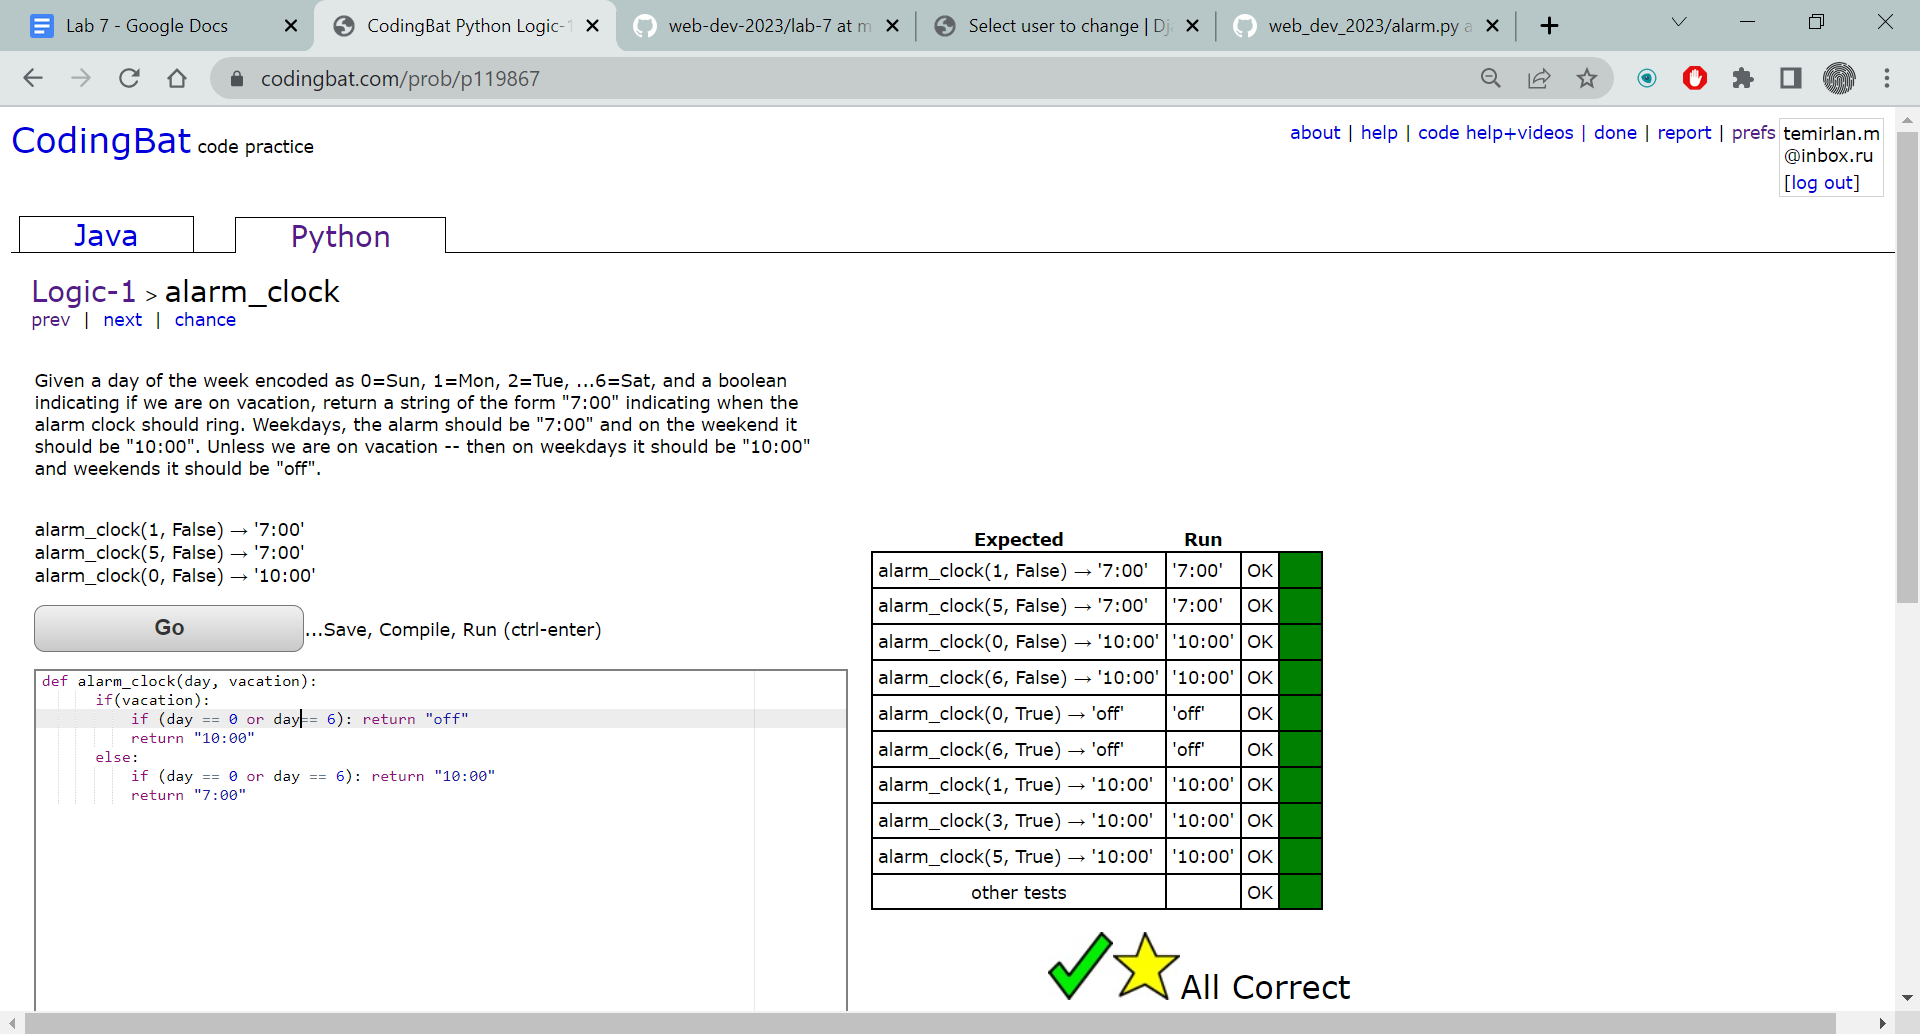 Lab 7 - Google Docs
CodingBat Python Logic-1
web-dev-2023/lab-7 at m
Select user to change | Dja
web_dev_2023/alarm.py a
codingbat.com/prob/p119867
CodingBat code practice
about | help | code help+videos | done | report | prefs
temirlan.m
@inbox.ru
[log out]
Java
Python
Logic-1 > alarm_clock
prev | next | chance
Given a day of the week encoded as 0=Sun, 1=Mon, 2=Tue, ...6=Sat, and a boolean
indicating if we are on vacation, return a string of the form "7:00" indicating when the
alarm clock should ring. Weekdays, the alarm should be "7:00" and on the weekend it
should be "10:00". Unless we are on vacation -- then on weekdays it should be "10:00"
and weekends it should be "off".
alarm_clock(1, False) → '7:00'
alarm_clock(5, False) → '7:00'
alarm_clock(0, False) → '10:00'
Go
...Save, Compile, Run (ctrl-enter)
def alarm_clock(day, vacation):
if(vacation):
if (day == 0 or day== 6): return "off"
return "10:00"
else:
if (day == 0 or day == 6): return "10:00"
return "7:00"
Expected Run
alarm_clock(1, False) → '7:00' '7:00' OK
alarm_clock(5, False) → '7:00' '7:00' OK
alarm_clock(0, False) → '10:00' '10:00' OK
alarm_clock(6, False) → '10:00' '10:00' OK
alarm_clock(0, True) → 'off' 'off' OK
alarm_clock(6, True) → 'off' 'off' OK
alarm_clock(1, True) → '10:00' '10:00' OK
alarm_clock(3, True) → '10:00' '10:00' OK
alarm_clock(5, True) → '10:00' '10:00' OK
other tests OK
All Correct